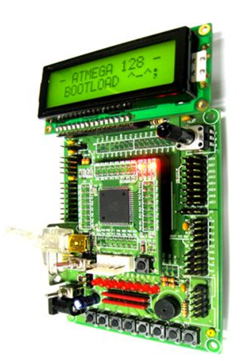 - ATMEGA 128 -
BOOTLOAD ^_^;